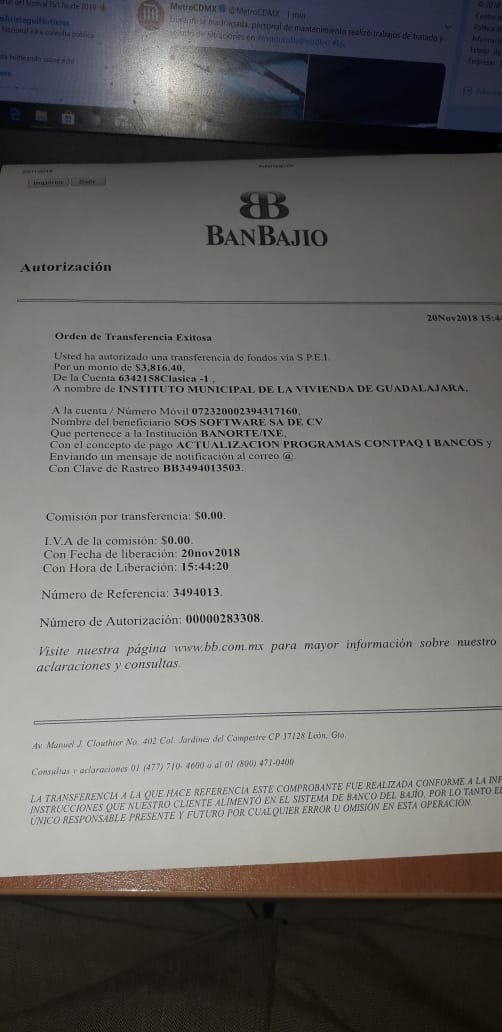 MetroCDMX @MetroCDMX · 1 min
Durante la madrugada, personal de mantenimiento realizó trabajos de tratado y
Imprimir Salir
BB
BANBAJIO
Autorización
20Nov2018 15:4
Orden de Transferencia Exitosa
Usted ha autorizado una transferencia de fondos vía S.P.E.I.
Por un monto de $3,816.40,
De la Cuenta 6342158Clasica -1 ,
A nombre de INSTITUTO MUNICIPAL DE LA VIVIENDA DE GUADALAJARA,
A la cuenta / Número Móvil 072320002394317160,
Nombre del beneficiario SOS SOFTWARE SA DE CV
Que pertenece a la Institución BANORTE/IXE,
Con el concepto de pago ACTUALIZACION PROGRAMAS CONTPAQ I BANCOS y
Enviando un mensaje de notificación al correo @.
Con Clave de Rastreo BB3494013503.
Comisión por transferencia: $0.00.
I.V.A de la comisión: $0.00.
Con Fecha de liberación: 20nov2018
Con Hora de Liberación: 15:44:20
Número de Referencia: 3494013.
Número de Autorización: 00000283308.
Visite nuestra página www.bb.com.mx para mayor información sobre nuestro
aclaraciones y consultas.
Av. Manuel J. Clouthier No. 402 Col. Jardines del Campestre CP 37128 León, Gto.
Consultas y aclaraciones 01 (477) 710- 4600 o al 01 (800) 471-0400
LA TRANSFERENCIA A LA QUE HACE REFERENCIA ESTE COMPROBANTE FUE REALIZADA CONFORME A LA INF
INSTRUCCIONES QUE NUESTRO CLIENTE ALIMENTÓ EN EL SISTEMA DE BANCO DEL BAJÍO, POR LO TANTO EL
ÚNICO RESPONSABLE PRESENTE Y FUTURO POR CUALQUIER ERROR U OMISIÓN EN ESTA OPERACIÓN.